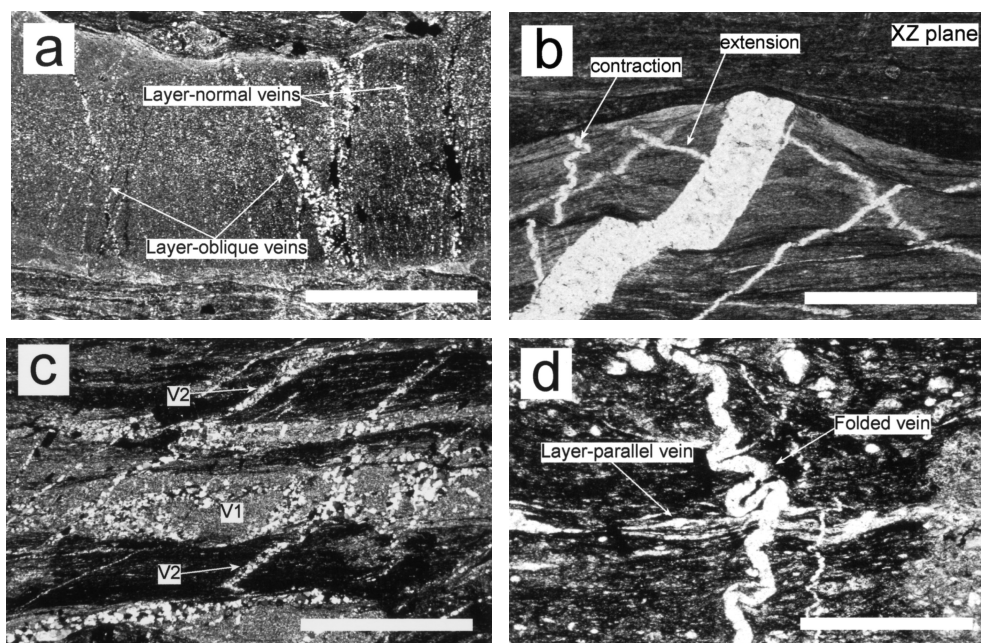 a
Layer-normal veins
Layer-oblique veins
b
XZ plane
extension
contraction
c
V2
V1
V2
d
Folded vein
Layer-parallel vein